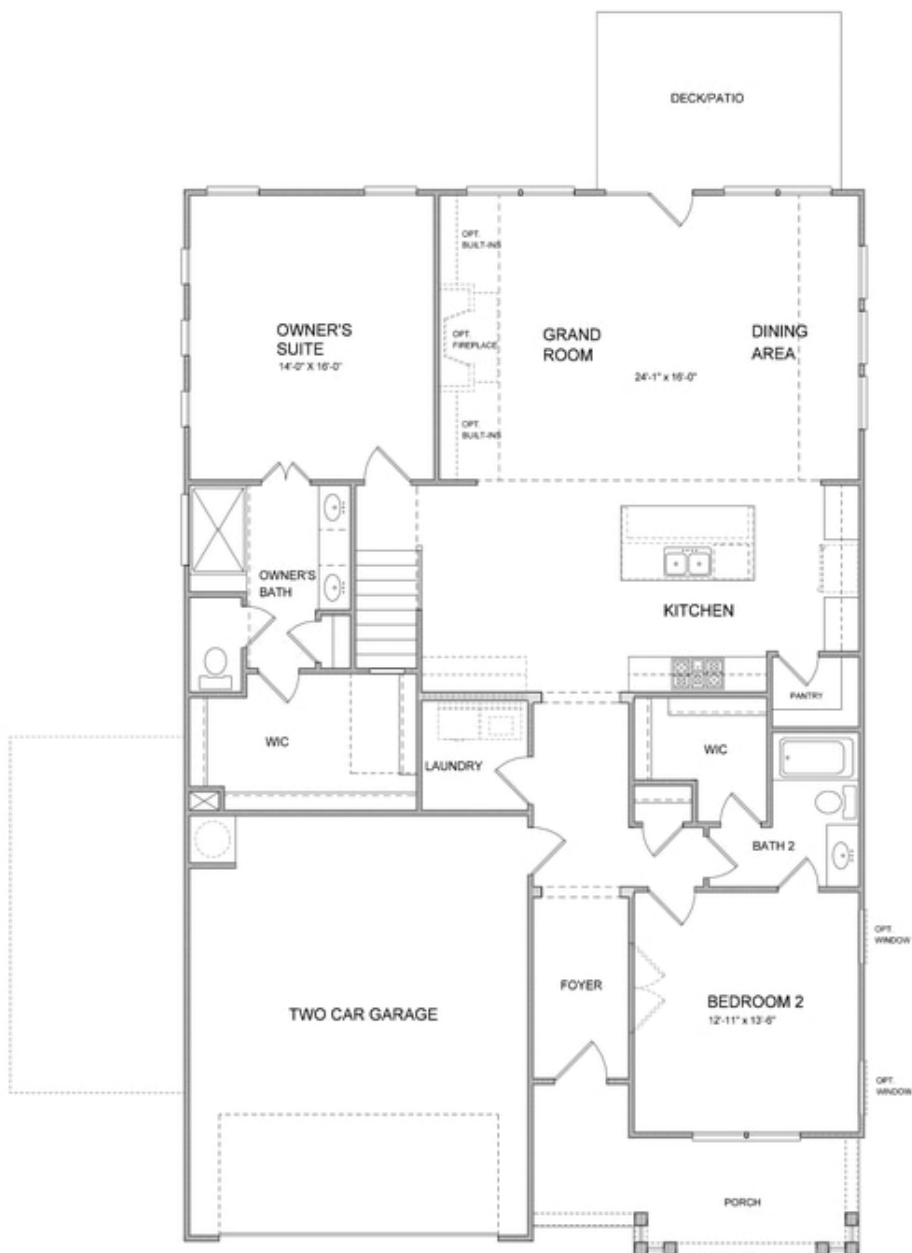 DECK/PATIO
OPT.
BUILT-INS
OWNER'S
SUITE
14'-0" X 16'-0"
OPT.
FIREPLACE
GRAND
ROOM
DINING
AREA
24'-1" x 16'-0"
OPT.
BUILT-INS
OWNER'S
BATH
KITCHEN
PANTRY
WIC
LAUNDRY
WIC
BATH 2
OPT.
WINDOW
FOYER
BEDROOM 2
12'-11" x 13'-6"
TWO CAR GARAGE
OPT.
WINDOW
PORCH